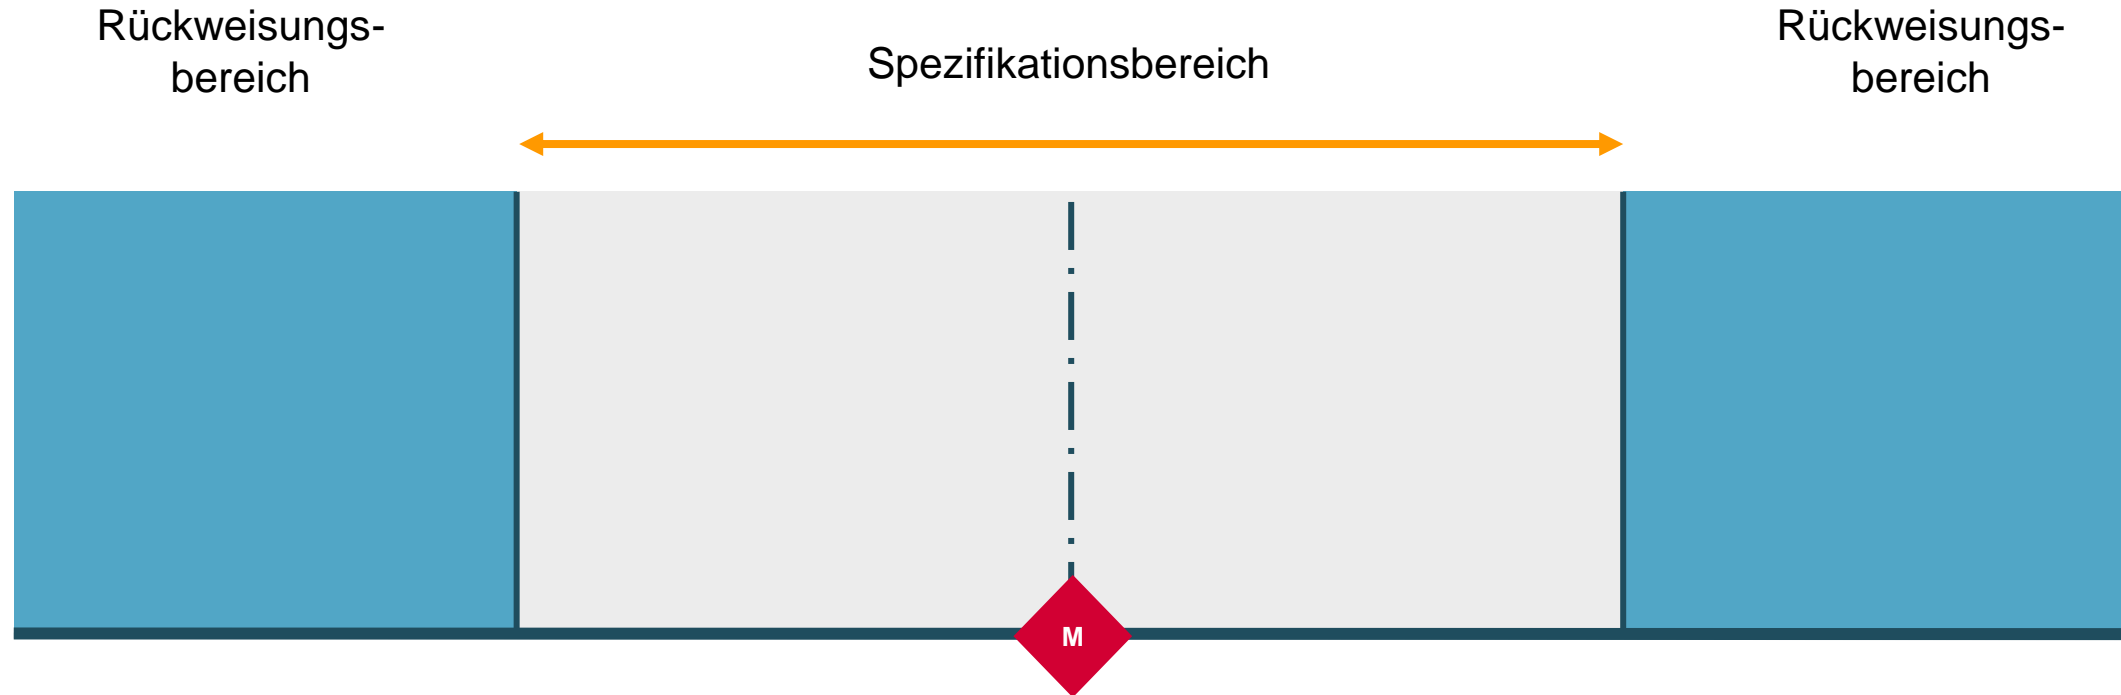 Rückweisungs-
bereich
Spezifikationsbereich
Rückweisungs-
bereich
M